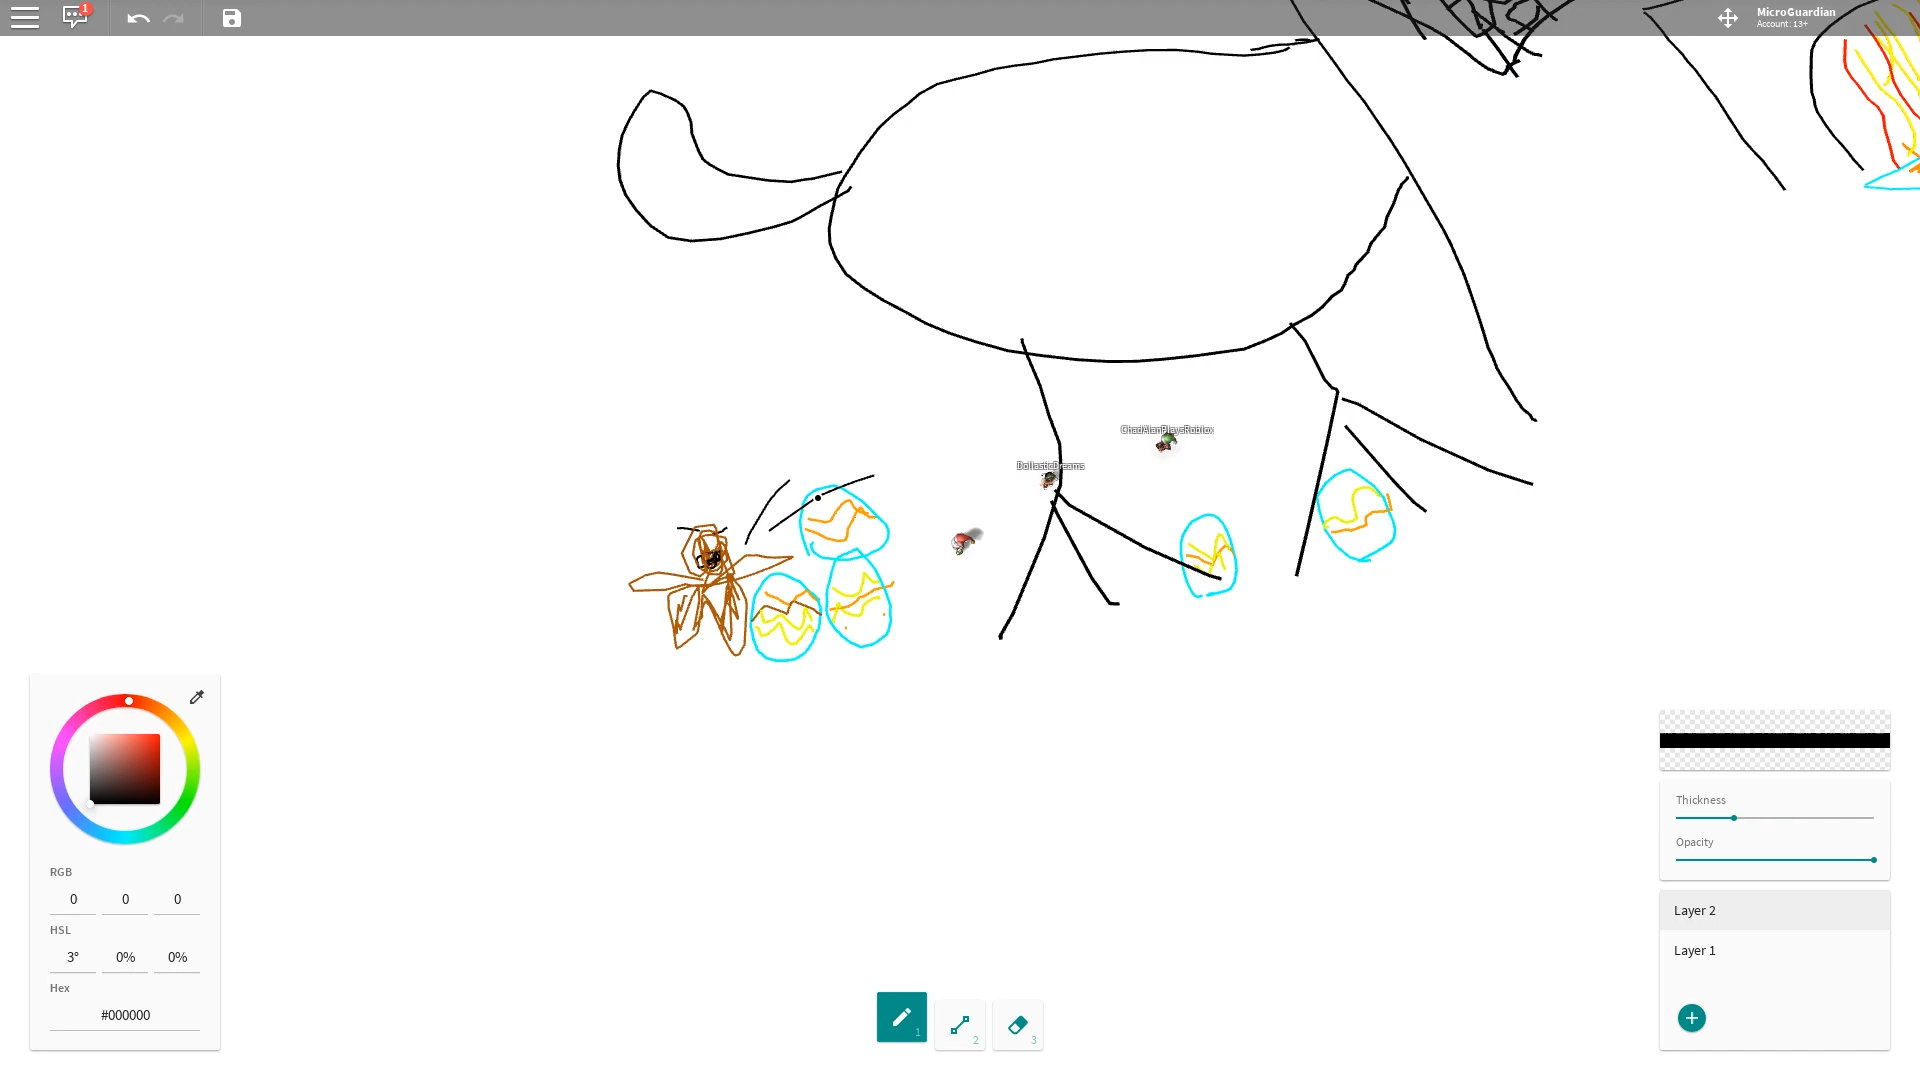 1
MicroGuardian
Account: 13+
ChadAlanPlaysRoblox
DollasticDreams
RGB
0 0 0
HSL
3° 0% 0%
Hex
#000000
1
2
3
Thickness
Opacity
Layer 2
Layer 1